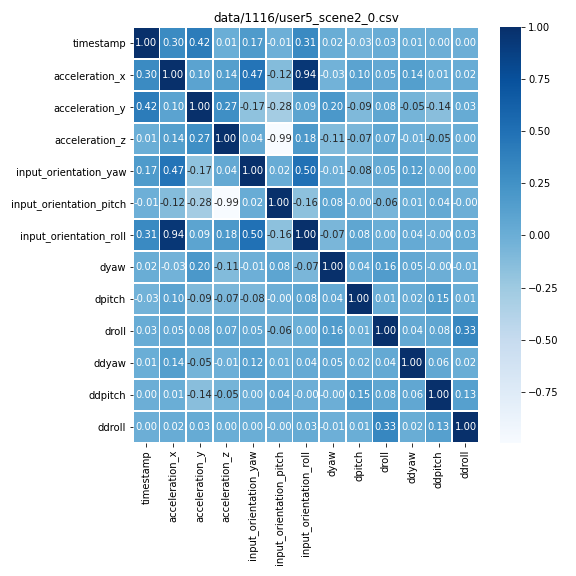 data/1116/user5_scene2_0.csv
timestamp 1.00 0.30 0.42 0.01 0.17 -0.01 0.31 0.02 -0.03 0.03 0.01 0.00 0.00
acceleration_x 0.30 1.00 0.10 0.14 0.47 -0.12 0.94 -0.03 0.10 0.05 0.14 0.01 0.02
acceleration_y 0.42 0.10 1.00 0.27 -0.17 -0.28 0.09 0.20 -0.09 0.08 -0.05 -0.14 0.03
acceleration_z 0.01 0.14 0.27 1.00 0.04 -0.99 0.18 -0.11 -0.07 0.07 -0.01 -0.05 0.00
input_orientation_yaw 0.17 0.47 -0.17 0.04 1.00 0.02 0.50 -0.01 -0.08 0.05 0.12 0.00 0.00
input_orientation_pitch -0.01 -0.12 -0.28 -0.99 0.02 1.00 -0.16 0.08 -0.00 -0.06 0.01 0.04 -0.00
input_orientation_roll 0.31 0.94 0.09 0.18 0.50 -0.16 1.00 -0.07 0.08 0.00 0.04 -0.00 0.03
dyaw 0.02 -0.03 0.20 -0.11 -0.01 0.08 -0.07 1.00 0.04 0.16 0.05 -0.00 -0.01
dpitch -0.03 0.10 -0.09 -0.07 -0.08 -0.00 0.08 0.04 1.00 0.01 0.02 0.15 0.01
droll 0.03 0.05 0.08 0.07 0.05 -0.06 0.00 0.16 0.01 1.00 0.04 0.08 0.33
ddyaw 0.01 0.14 -0.05 -0.01 0.12 0.01 0.04 0.05 0.02 0.04 1.00 0.06 0.02
ddpitch 0.00 0.01 -0.14 -0.05 0.00 0.04 -0.00 -0.00 0.15 0.08 0.06 1.00 0.13
ddroll 0.00 0.02 0.03 0.00 0.00 -0.00 0.03 -0.01 0.01 0.33 0.02 0.13 1.00
timestamp acceleration_x acceleration_y acceleration_z input_orientation_yaw input_orientation_pitch input_orientation_roll dyaw dpitch droll ddyaw ddpitch ddroll
1.00
0.75
0.50
0.25
0.00
-0.25
-0.50
-0.75